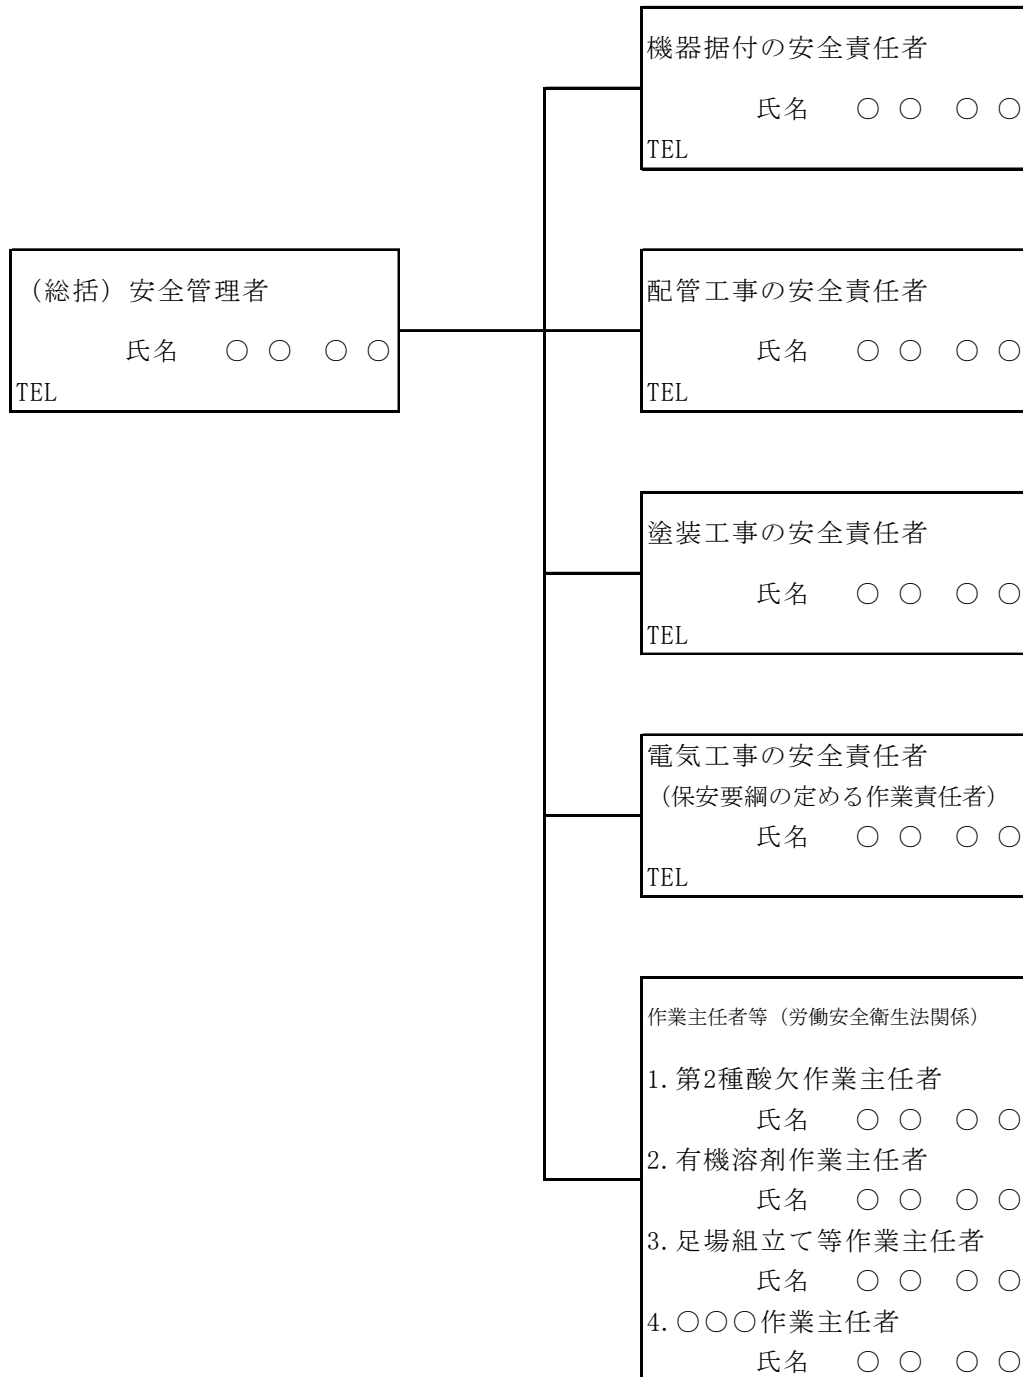 機器据付の安全責任者
氏名　○ ○　○ ○
TEL
（総括）安全管理者
氏名　○ ○　○ ○
TEL
配管工事の安全責任者
氏名　○ ○　○ ○
TEL
塗装工事の安全責任者
氏名　○ ○　○ ○
TEL
電気工事の安全責任者
（保安要綱の定める作業責任者）
氏名　○ ○　○ ○
TEL
作業主任者等（労働安全衛生法関係）
1.第2種酸欠作業主任者
氏名　○ ○　○ ○
2.有機溶剤作業主任者
氏名　○ ○　○ ○
3.足場組立て等作業主任者
氏名　○ ○　○ ○
4.○○○作業主任者
氏名　○ ○　○ ○